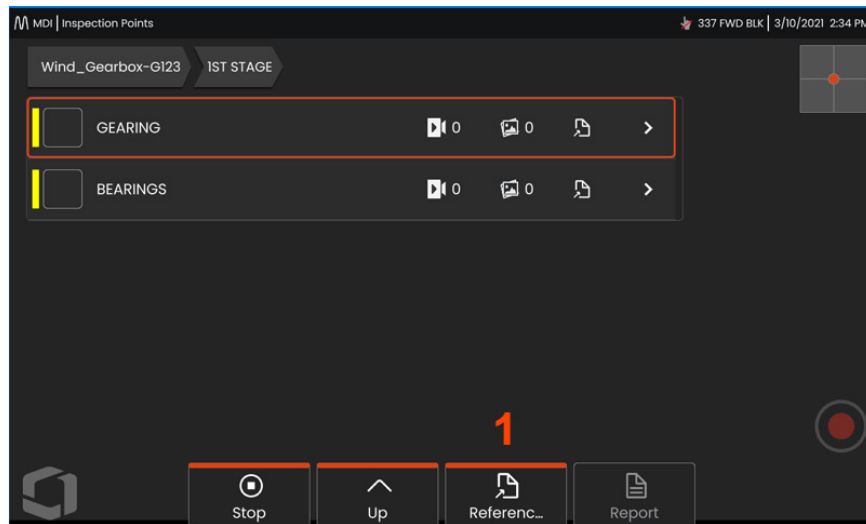 MDI | Inspection Points
337 FWD BLK | 3/10/2021 2:34 PM
Wind_Gearbox-G123 1ST STAGE
GEARING 0 0
BEARINGS 0 0
1
Stop Up Referenc... Report